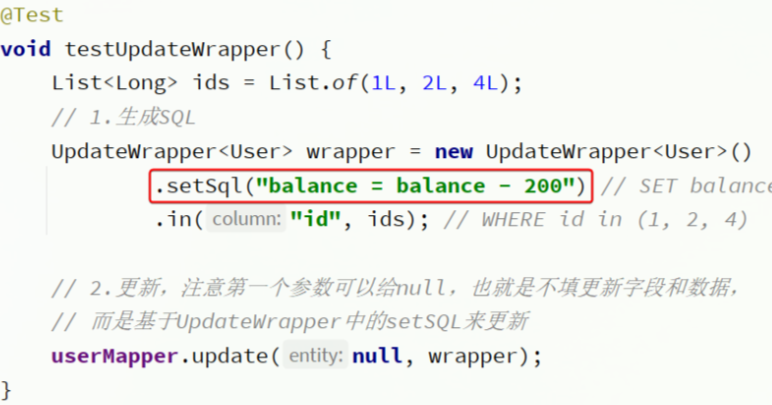 @Test
void testUpdateWrapper() {
List<Long> ids = List.of(1L, 2L, 4L);
// 1.生成SQL
UpdateWrapper<User> wrapper = new UpdateWrapper<User>()
.setSql("balance = balance - 200") // SET balance
.in( column: "id", ids); // WHERE id in (1, 2, 4)
// 2.更新，注意第一个参数可以给null，也就是不填更新字段和数据，
// 而是基于UpdateWrapper中的setSQL来更新
userMapper.update( entity: null, wrapper);
}